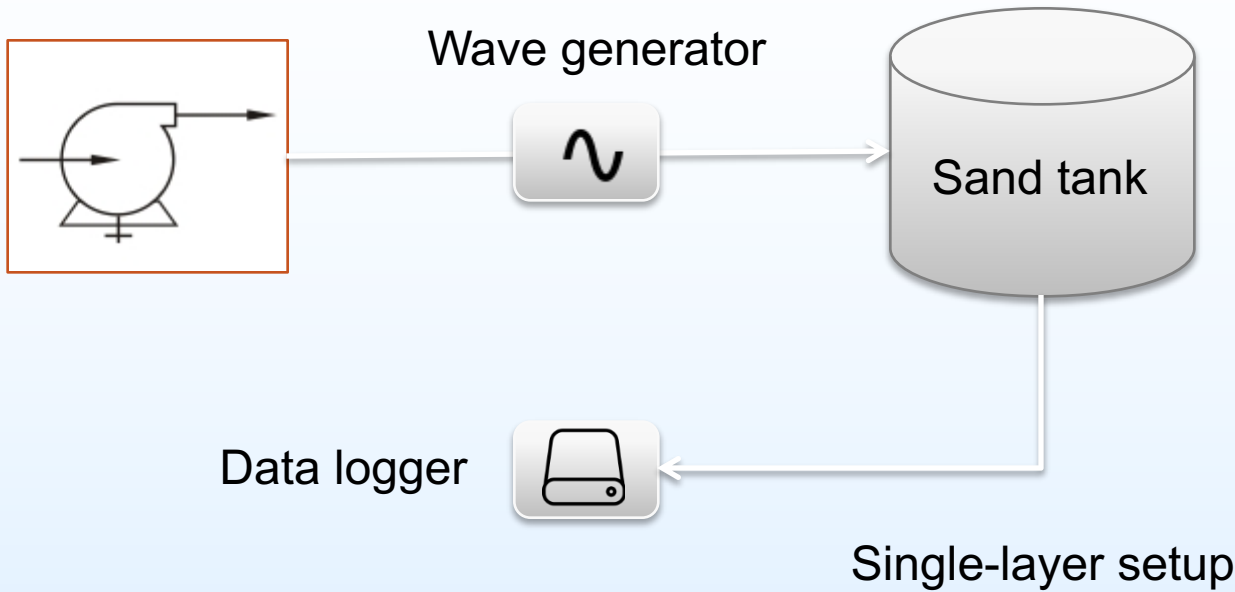 Wave generator
Sand tank
Data logger
Single-layer setup